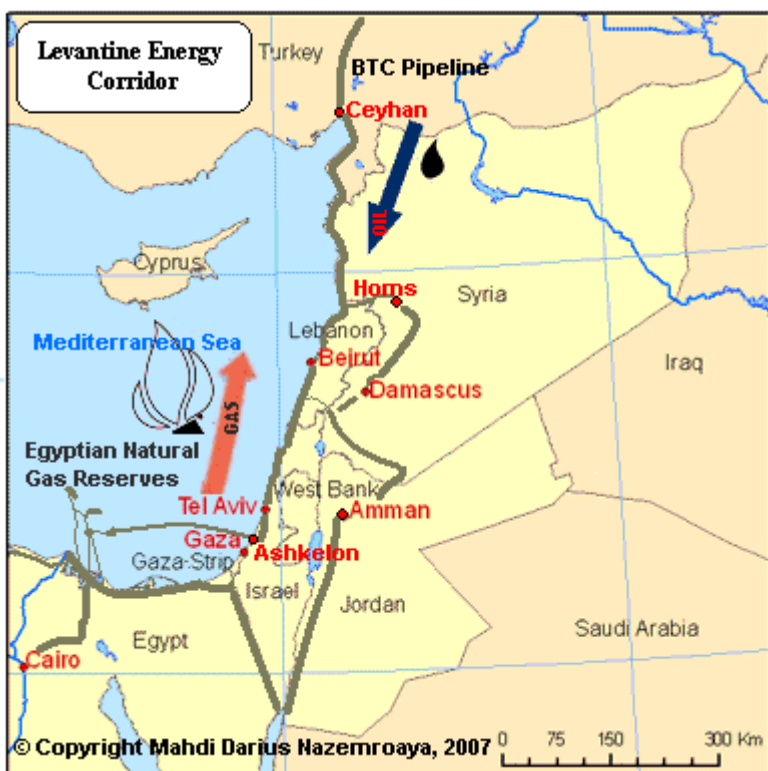 Levantine Energy
Corridor
Turkey
BTC Pipeline
Ceyhan
OIL
Cyprus
Homs
Syria
Lebanon
Mediterranean Sea
Beirut
Iraq
Damascus
GAS
Egyptian Natural
Gas Reserves
West Bank
Tel Aviv
Amman
Gaza
Ashkelon
Gaza-Strip
Israel
Jordan
Saudi Arabia
Egypt
Cairo
© Copyright Mahdi Darius Nazemroaya, 2007
0 75 150 300 Km